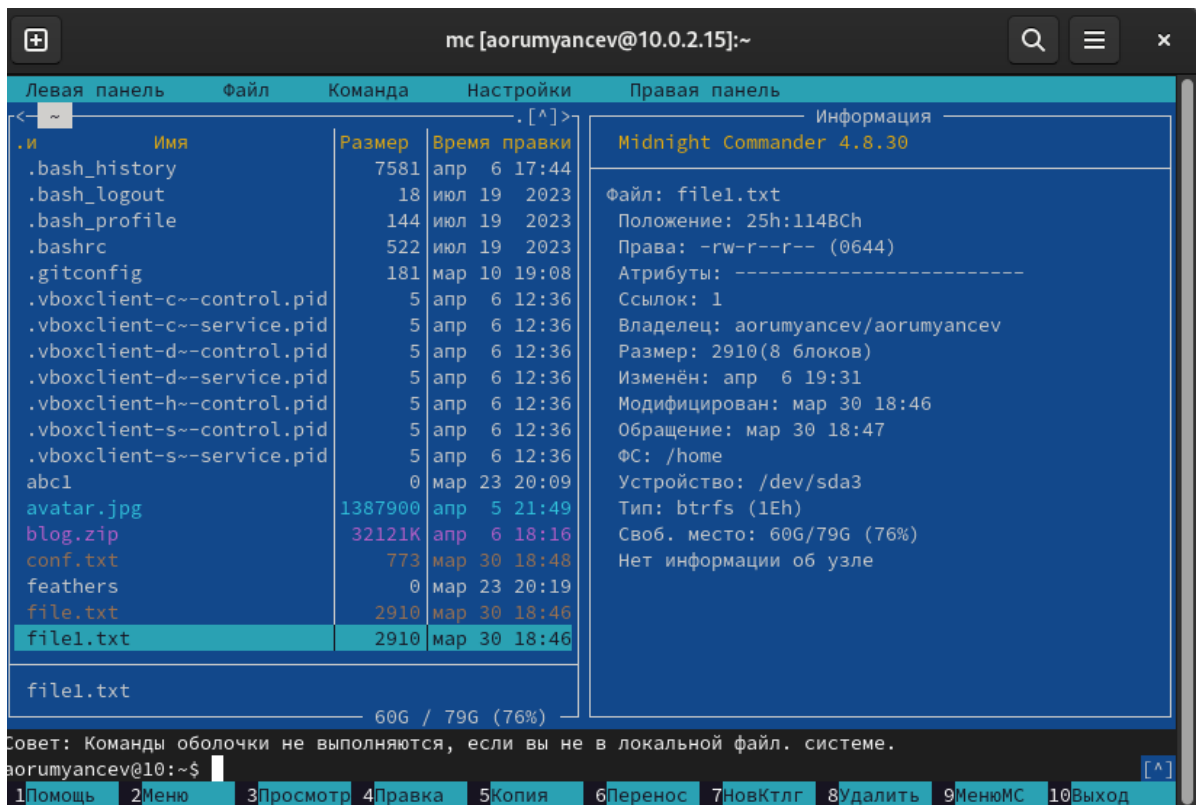 mc [aorumyancev@10.0.2.15]:~
Левая панель Файл Команда Настройки Правая панель
<- ~ .[^]>
.и Имя Размер Время правки
.bash_history 7581 апр 6 17:44
.bash_logout 18 июл 19 2023
.bash_profile 144 июл 19 2023
.bashrc 522 июл 19 2023
.gitconfig 181 мар 10 19:08
.vboxclient-c~-control.pid 5 апр 6 12:36
.vboxclient-c~-service.pid 5 апр 6 12:36
.vboxclient-d~-control.pid 5 апр 6 12:36
.vboxclient-d~-service.pid 5 апр 6 12:36
.vboxclient-h~-control.pid 5 апр 6 12:36
.vboxclient-s~-control.pid 5 апр 6 12:36
.vboxclient-s~-service.pid 5 апр 6 12:36
abc1 0 мар 23 20:09
avatar.jpg 1387900 апр 5 21:49
blog.zip 32121K апр 6 18:16
conf.txt 773 мар 30 18:48
feathers 0 мар 23 20:19
file.txt 2910 мар 30 18:46
file1.txt 2910 мар 30 18:46
file1.txt
60G / 79G (76%)
Информация
Midnight Commander 4.8.30
Файл: file1.txt
Положение: 25h:114BCh
Права: -rw-r--r-- (0644)
Атрибуты: -------------------------
Ссылок: 1
Владелец: aorumyancev/aorumyancev
Размер: 2910(8 блоков)
Изменён: апр 6 19:31
Модифицирован: мар 30 18:46
Обращение: мар 30 18:47
ФС: /home
Устройство: /dev/sda3
Тип: btrfs (1Eh)
Своб. место: 60G/79G (76%)
Нет информации об узле
Совет: Команды оболочки не выполняются, если вы не в локальной файл. системе.
aorumyancev@10:~$ [^]
1Помощь 2Меню 3Просмотр 4Правка 5Копия 6Перенос 7НовКтлг 8Удалить 9МенюMC 10Выход